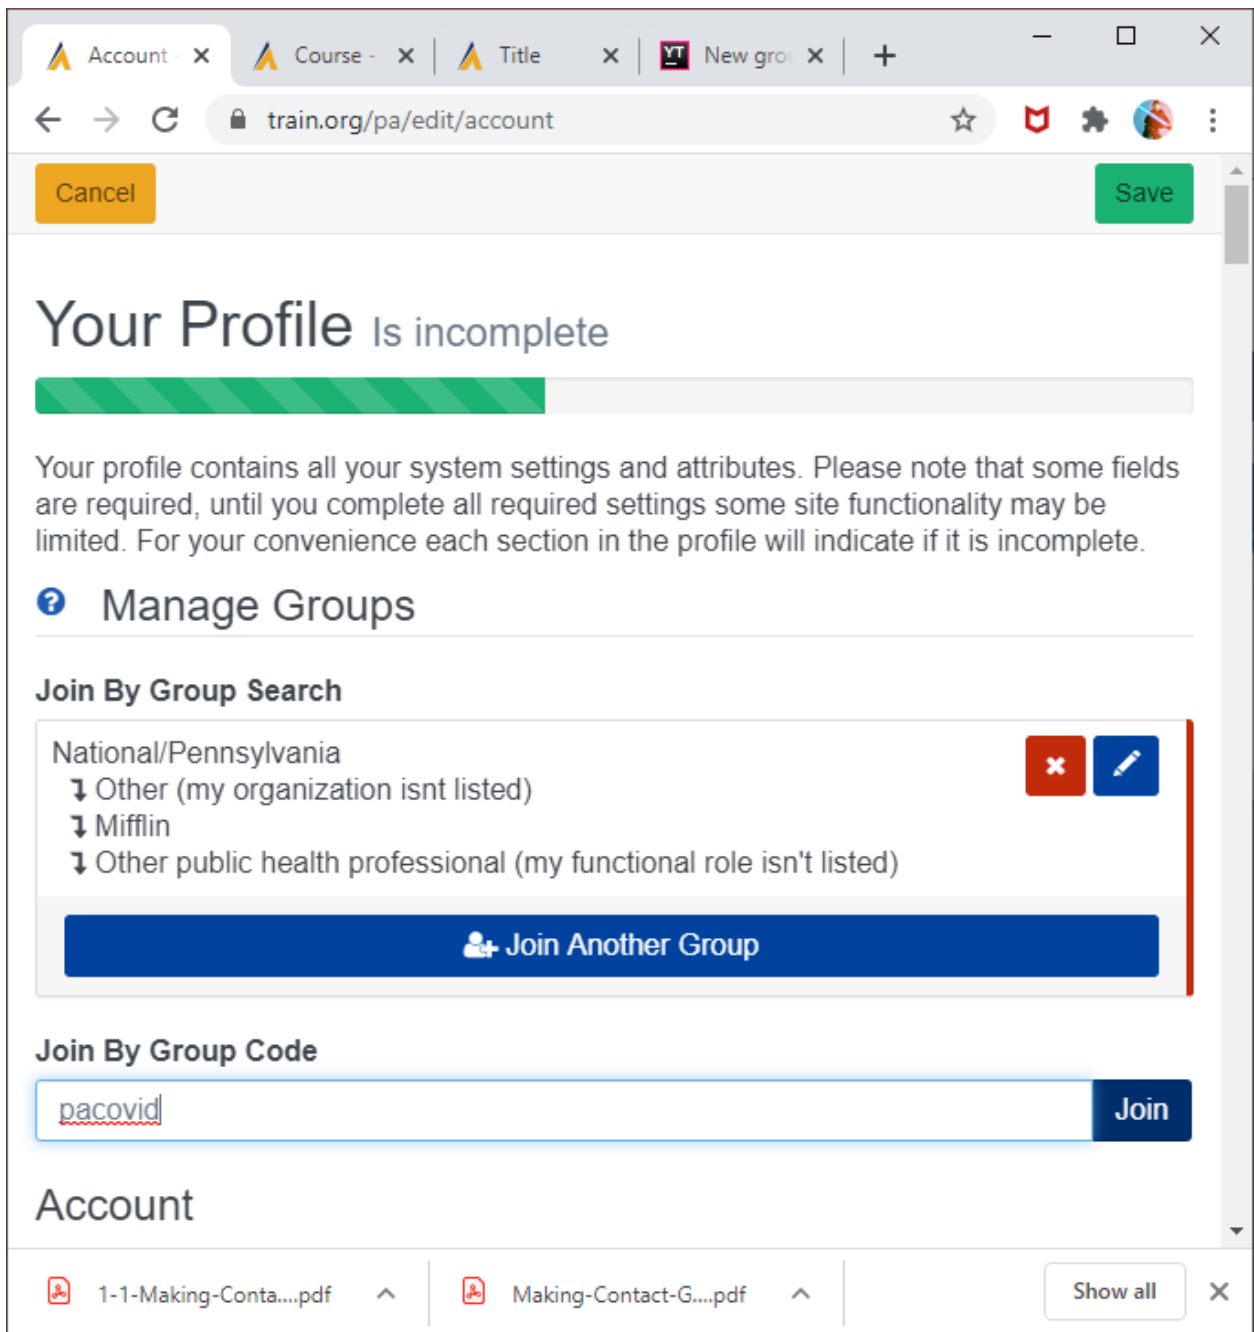 Account
Course -
Title
YT New gro
train.org/pa/edit/account
Cancel
Save
Your Profile Is incomplete
Your profile contains all your system settings and attributes. Please note that some fields
are required, until you complete all required settings some site functionality may be
limited. For your convenience each section in the profile will indicate if it is incomplete.
Manage Groups
Join By Group Search
National/Pennsylvania
Other (my organization isnt listed)
Mifflin
Other public health professional (my functional role isn't listed)
Join Another Group
Join By Group Code
pacovid
Join
Account
1-1-Making-Conta....pdf
Making-Contact-G....pdf
Show all